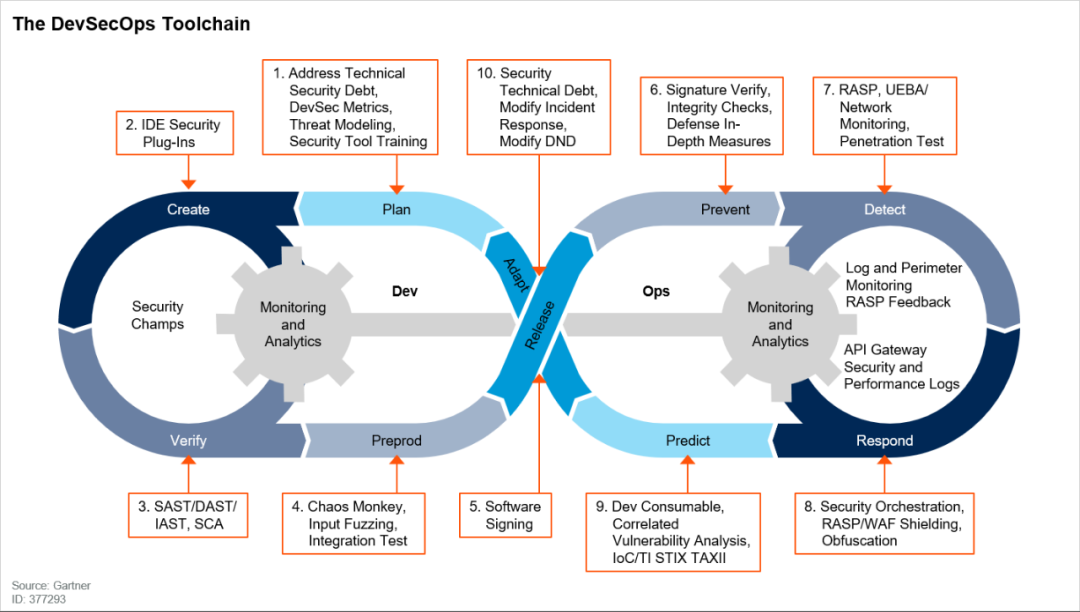 The DevSecOps Toolchain
1. Address Technical
Security Debt,
DevSec Metrics,
Threat Modeling,
Security Tool Training
10. Security
Technical Debt,
Modify Incident
Response,
Modify DND
6. Signature Verify,
Integrity Checks,
Defense In-
Depth Measures
7. RASP, UEBA/
Network
Monitoring,
Penetration Test
2. IDE Security
Plug-Ins
Create
Plan
Prevent
Detect
Adapt
Release
Dev
Ops
Security
Champs
Monitoring
and
Analytics
Monitoring
and
Analytics
Log and Perimeter
Monitoring
RASP Feedback
API Gateway
Security and
Performance Logs
Verify
Preprod
Predict
Respond
3. SAST/DAST/
IAST, SCA
4. Chaos Monkey,
Input Fuzzing,
Integration Test
5. Software
Signing
9. Dev Consumable,
Correlated
Vulnerability Analysis,
IoC/TI STIX TAXII
8. Security Orchestration,
RASP/WAF Shielding,
Obfuscation
Source: Gartner
ID: 377293